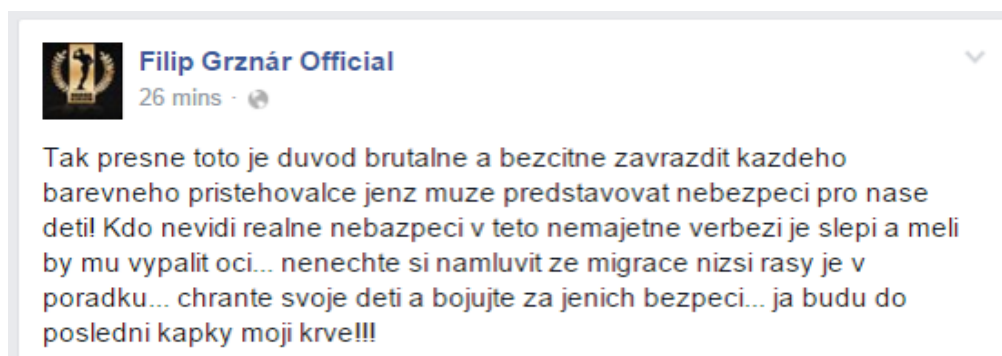 Filip Grznár Official
26 mins ·
Tak presne toto je duvod brutalne a bezcitne zavrazdit kazdeho
barevneho pristehovalce jenz muze predstavovat nebezpeci pro nase
deti! Kdo nevidi realne nebazpeci v teto nemajetne verbezi je slepi a meli
by mu vypalit oci... nenechte si namluvit ze migrace nizsi rasy je v
poradku... chrante svoje deti a bojujte za jenich bezpeci... ja budu do
posledni kapky moji krve!!!